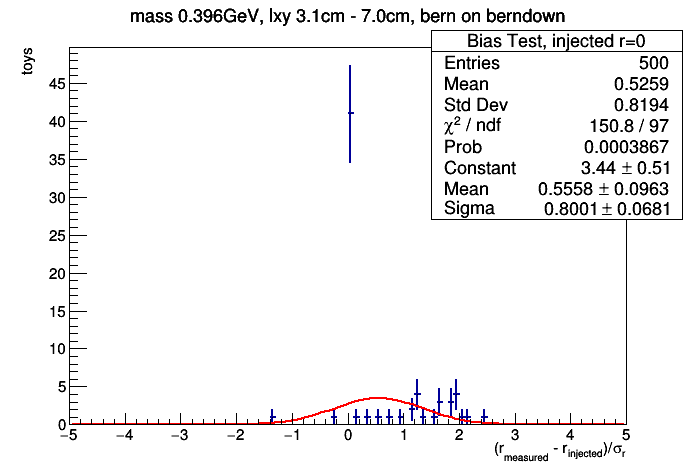 mass 0.396GeV, lxy 3.1cm - 7.0cm, bern on berndown
toys
Bias Test, injected r=0
Entries 500
Mean 0.5259
Std Dev 0.8194
χ² / ndf 150.8 / 97
Prob 0.0003867
Constant 3.44 ± 0.51
Mean 0.5558 ± 0.0963
Sigma 0.8001 ± 0.0681
45
40
35
30
25
20
15
10
5
0
−5 −4 −3 −2 −1 0 1 2 3 4 5
(r_measured - r_injected)/σ_r